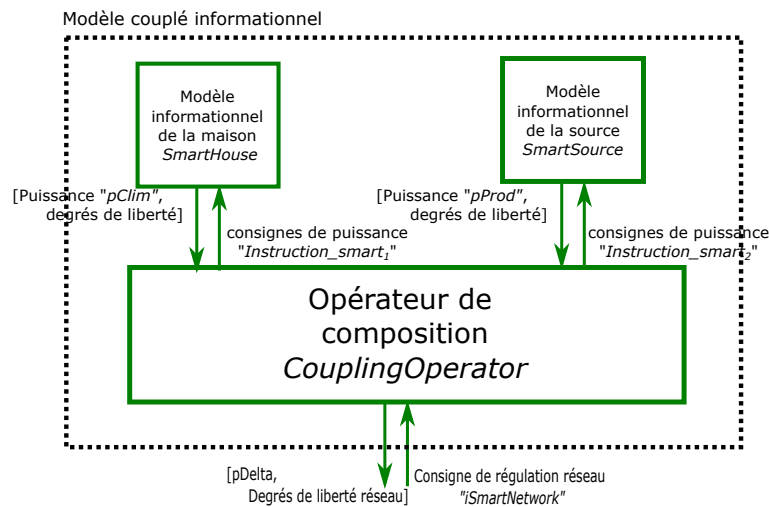 Modèle couplé informationnel
Modèle
informationnel
de la maison
SmartHouse
Modèle
informationnel
de la source
SmartSource
[Puissance "pClim",
degrés de liberté]
consignes de puissance
"Instruction_smart₁"
[Puissance "pProd",
degrés de liberté]
consignes de puissance
"Instruction_smart₂"
Opérateur de
composition
CouplingOperator
[pDelta,
Degrés de liberté réseau]
Consigne de régulation réseau
"iSmartNetwork"